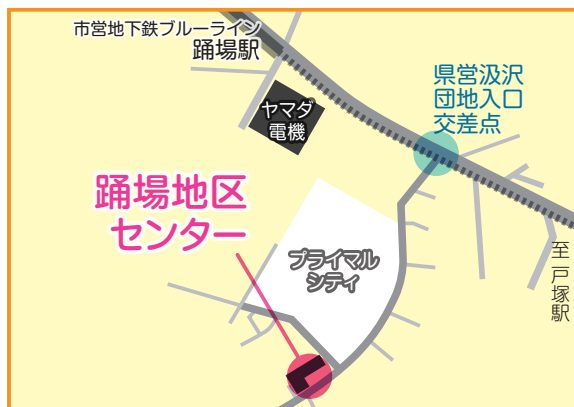 市営地下鉄ブルーライン
踊場駅
ヤマダ
電機
県営汲沢
団地入口
交差点
踊場地区
センター
プライマル
シティ
至 戸塚駅